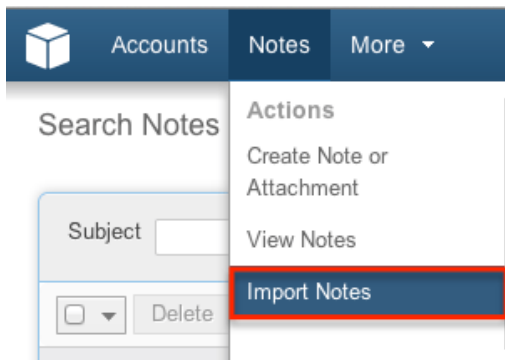 Accounts Notes More
Search Notes
Actions
Create Note or
Attachment
Subject
View Notes
Import Notes
Delete